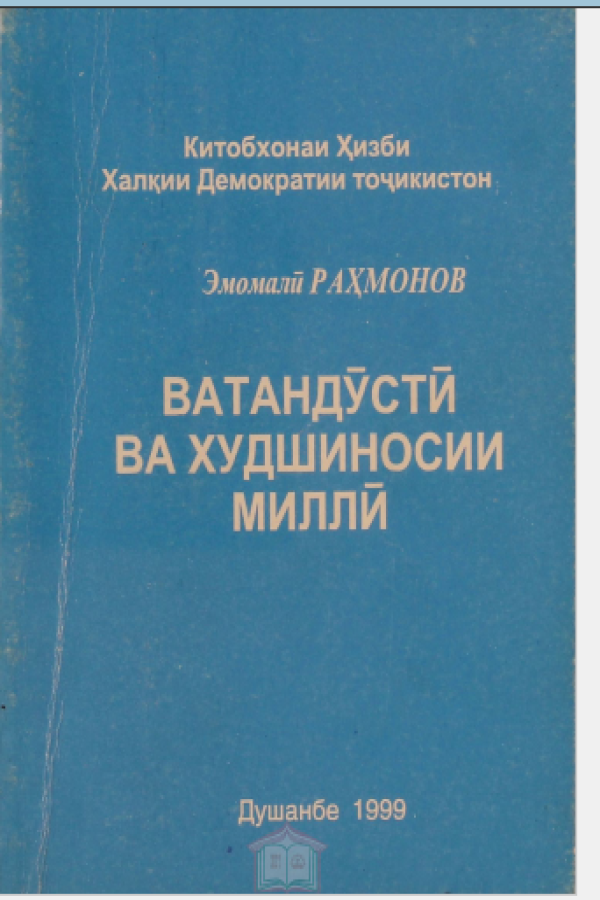 Китобхонаи Ҳизби
Халқии Демократии тоҷикистон
Эмомалӣ РАҲМОНОВ
ВАТАНДӮСТӢ
ВА ХУДШИНОСИИ
МИЛЛӢ
Душанбе 1999